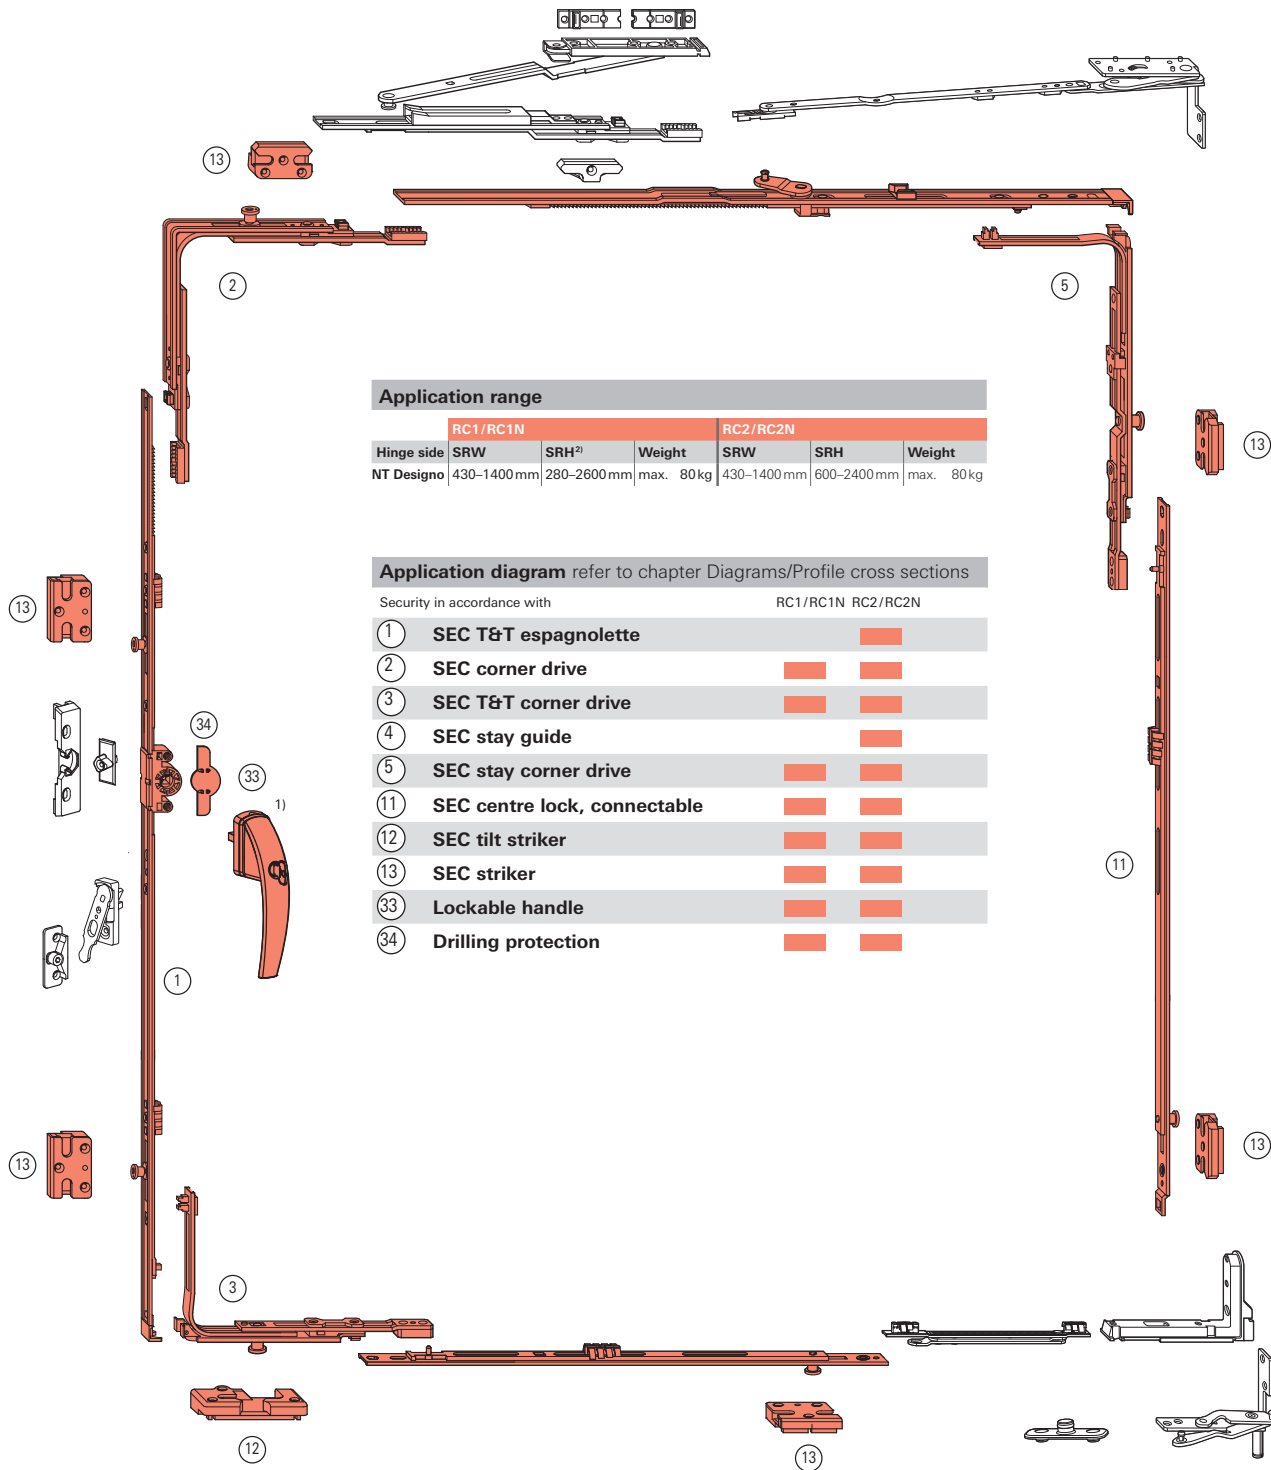 13
2
5
Application range
RC1/RC1N RC2/RC2N
Hinge side SRW SRH2) Weight SRW SRH Weight
NT Designo 430–1400 mm 280–2600 mm max. 80 kg 430–1400 mm 600–2400 mm max. 80 kg
13
Application diagram refer to chapter Diagrams/Profile cross sections
Security in accordance with RC1/RC1N RC2/RC2N
1 SEC T&T espagnolette
2 SEC corner drive
3 SEC T&T corner drive
4 SEC stay guide
5 SEC stay corner drive
11 SEC centre lock, connectable
12 SEC tilt striker
13 SEC striker
33 Lockable handle
34 Drilling protection
13
34
33
1)
11
1
13
13
3
12
13